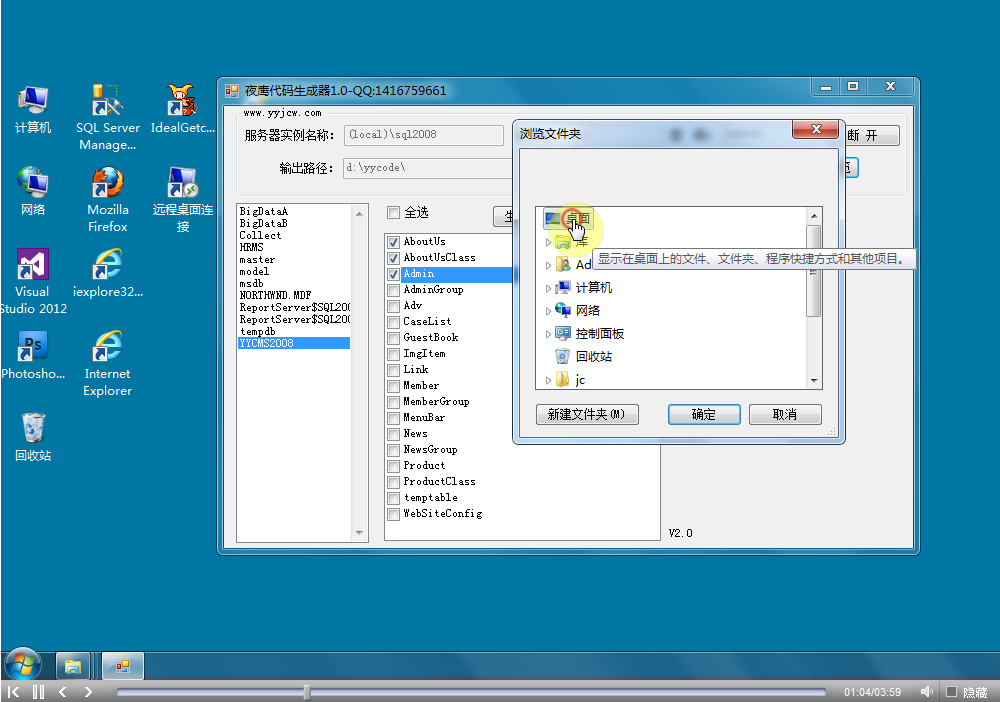 计算机
SQL Server
Manage...
IdealGetc...
网络
Mozilla
Firefox
远程桌面连
接
Visual
Studio 2012
iexplore32...
Photosho...
Internet
Explorer
回收站
夜鹰代码生成器1.0-QQ:1416759661
www.yyjcw.com
服务器实例名称:
(local)\sql2008
断 开
输出路径:
d:\yycode\
BigDataA
BigDataB
Collect
HRMS
master
model
msdb
NORTHWND.MDF
ReportServer$SQL200
ReportServer$SQL200
tempdb
YYCMS2008
全选
生
AboutUs
AboutUsClass
Admin
AdminGroup
Adv
CaseList
GuestBook
ImgItem
Link
Member
MemberGroup
MenuBar
News
NewsGroup
Product
ProductClass
temptable
WebSiteConfig
V2.0
浏览文件夹
桌面
库
Ad
显示在桌面上的文件、文件夹、程序快捷方式和其他项目。
计算机
网络
控制面板
回收站
jc
新建文件夹(M)
确定
取消
01:04/03:59
隐藏